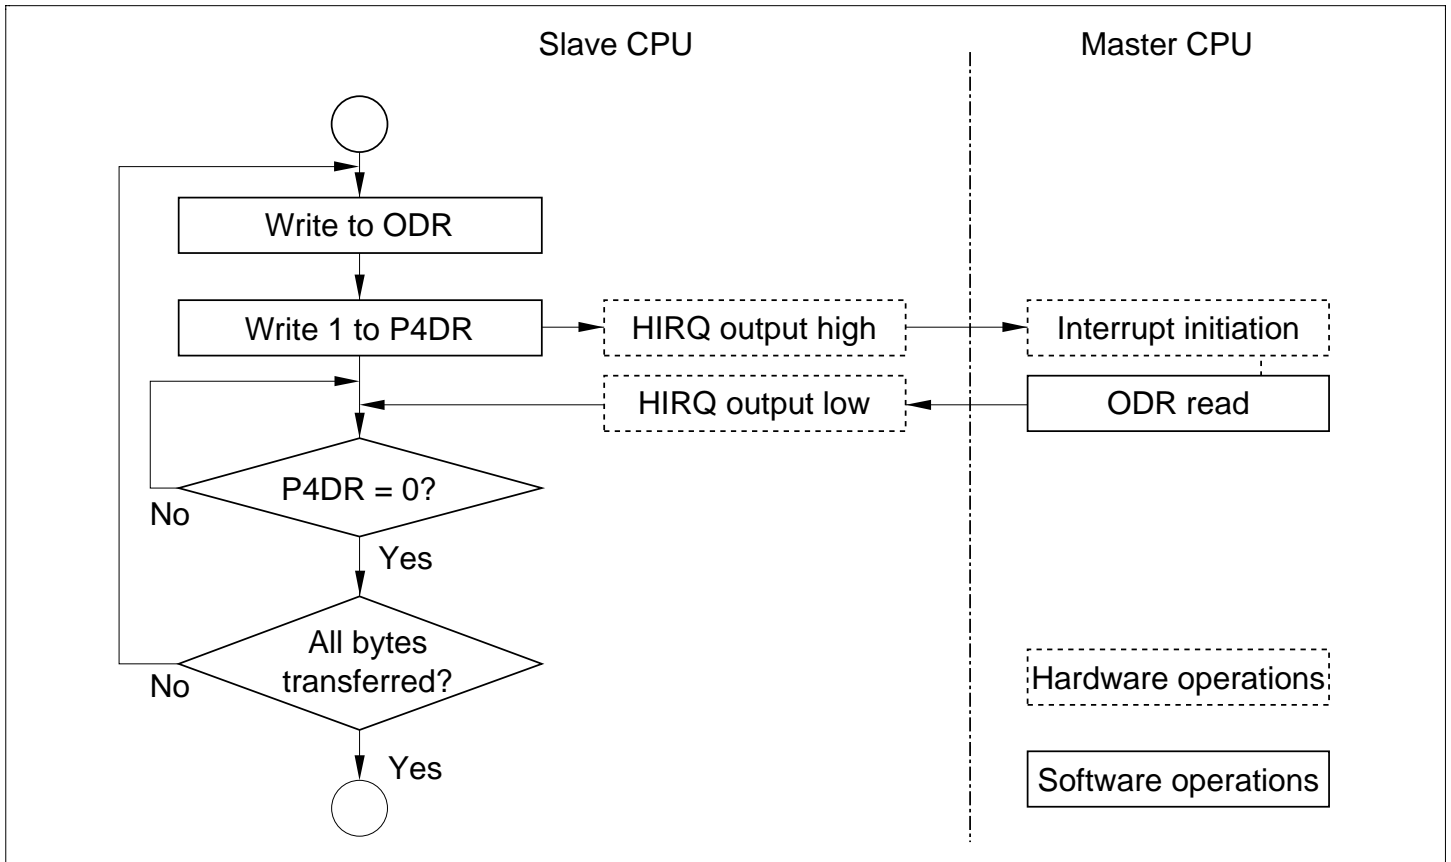 Slave CPU
Master CPU
Write to ODR
Write 1 to P4DR
HIRQ output high
Interrupt initiation
HIRQ output low
ODR read
P4DR = 0?
No
Yes
All bytes
transferred?
No
Yes
Hardware operations
Software operations